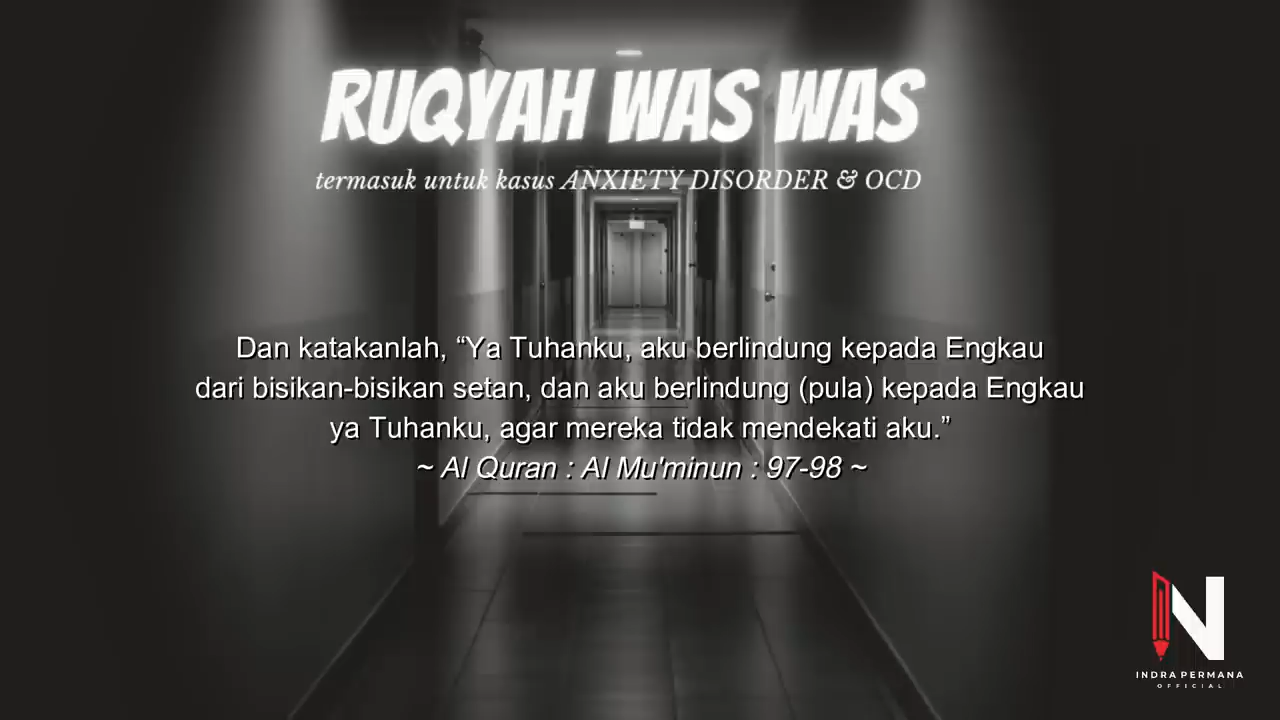 RUQYAH WAS WAS
termasuk untuk kasus ANXIETY DISORDER & OCD
Dan katakanlah, “Ya Tuhanku, aku berlindung kepada Engkau
dari bisikan-bisikan setan, dan aku berlindung (pula) kepada Engkau
ya Tuhanku, agar mereka tidak mendekati aku.”
~ Al Quran : Al Mu'minun : 97-98 ~
N
INDRA PERMANA
OFFICIAL